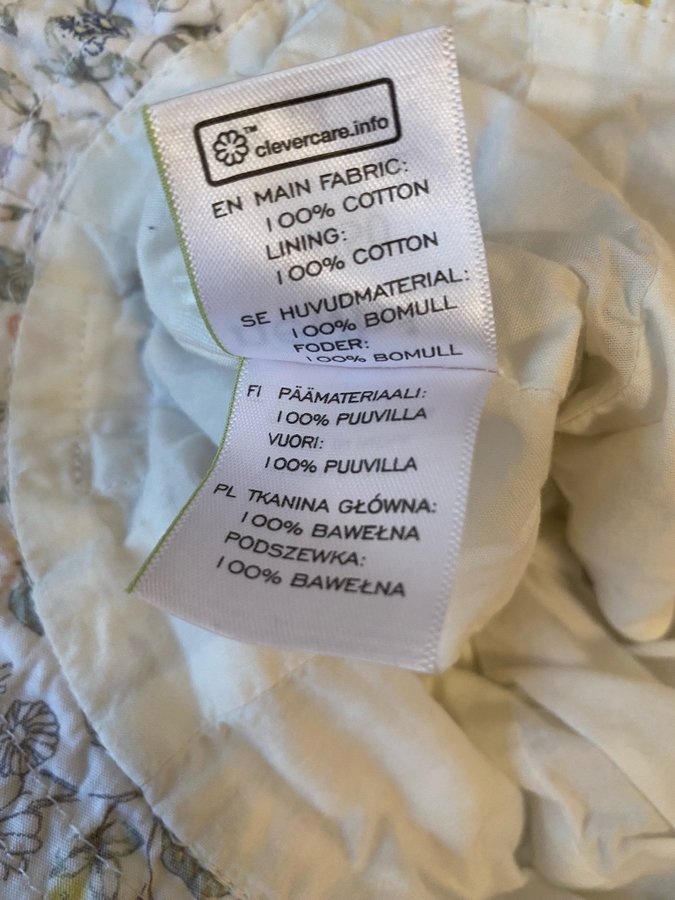 clevercare.info™
EN MAIN FABRIC:
100% COTTON
LINING:
100% COTTON
SE HUVUDMATERIAL:
100% BOMULL
FODER:
100% BOMULL
FI PÄÄMATERIAALI:
100% PUUVILLA
VUORI:
100% PUUVILLA
PL TKANINA GŁÓWNA:
100% BAWEŁNA
PODSZEWKA:
100% BAWEŁNA